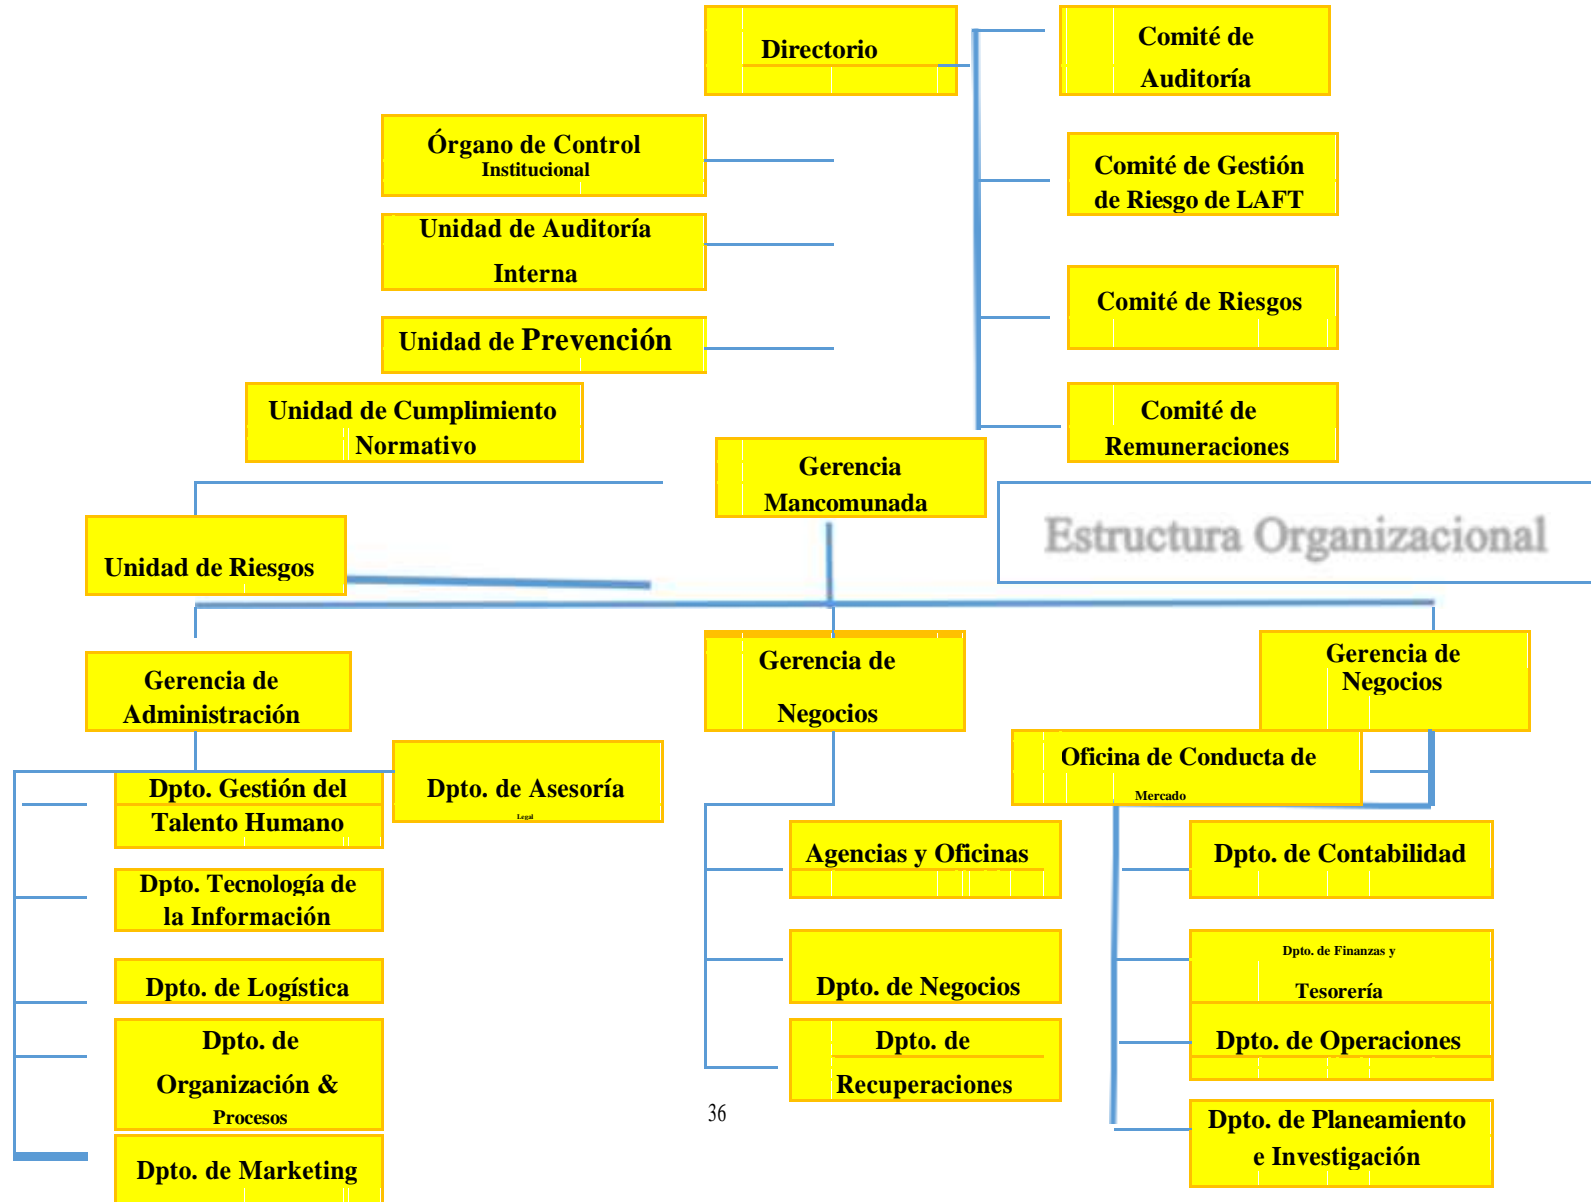 Directorio
Comité de
Auditoría
Órgano de Control
Institucional
Comité de Gestión
de Riesgo de LAFT
Unidad de Auditoría
Interna
Comité de Riesgos
Unidad de Prevención
Unidad de Cumplimiento
Normativo
Comité de
Remuneraciones
Gerencia
Mancomunada
Estructura Organizacional
Unidad de Riesgos
Gerencia de
Administración
Gerencia de
Negocios
Gerencia de
Negocios
Dpto. Gestión del
Talento Humano
Dpto. de Asesoría
Legal
Oficina de Conducta de
Mercado
Dpto. Tecnología de
la Información
Dpto. de Logística
Dpto. de
Organización &
Procesos
Dpto. de Marketing
Agencias y Oficinas
Dpto. de Negocios
Dpto. de
Recuperaciones
Dpto. de Contabilidad
Dpto. de Finanzas y
Tesorería
Dpto. de Operaciones
Dpto. de Planeamiento
e Investigación
36